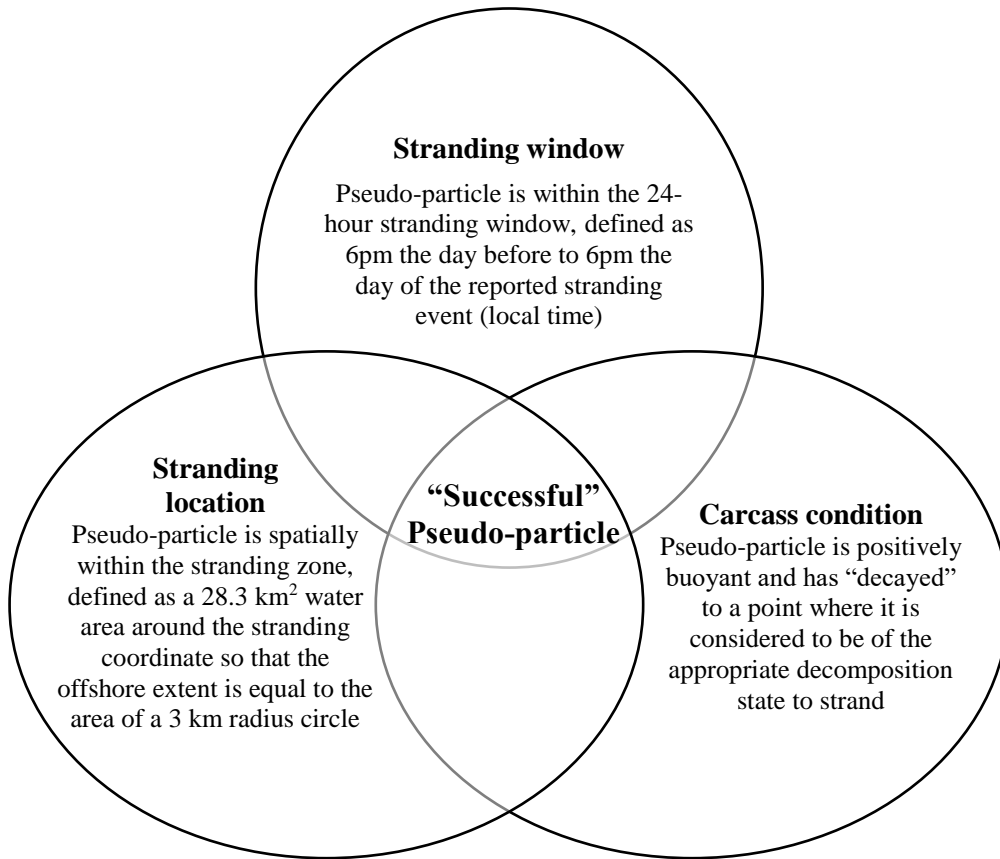 Stranding window
Pseudo-particle is within the 24-
hour stranding window, defined as
6pm the day before to 6pm the
day of the reported stranding
event (local time)
Stranding
location
Pseudo-particle is spatially
within the stranding zone,
defined as a 28.3 km² water
area around the stranding
coordinate so that the
offshore extent is equal to the
area of a 3 km radius circle
“Successful”
Pseudo-particle
Carcass condition
Pseudo-particle is positively
buoyant and has “decayed”
to a point where it is
considered to be of the
appropriate decomposition
state to strand